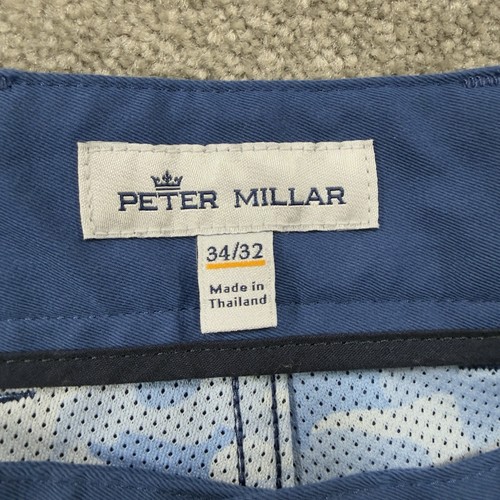 PETER MILLAR
34/32
Made in
Thailand